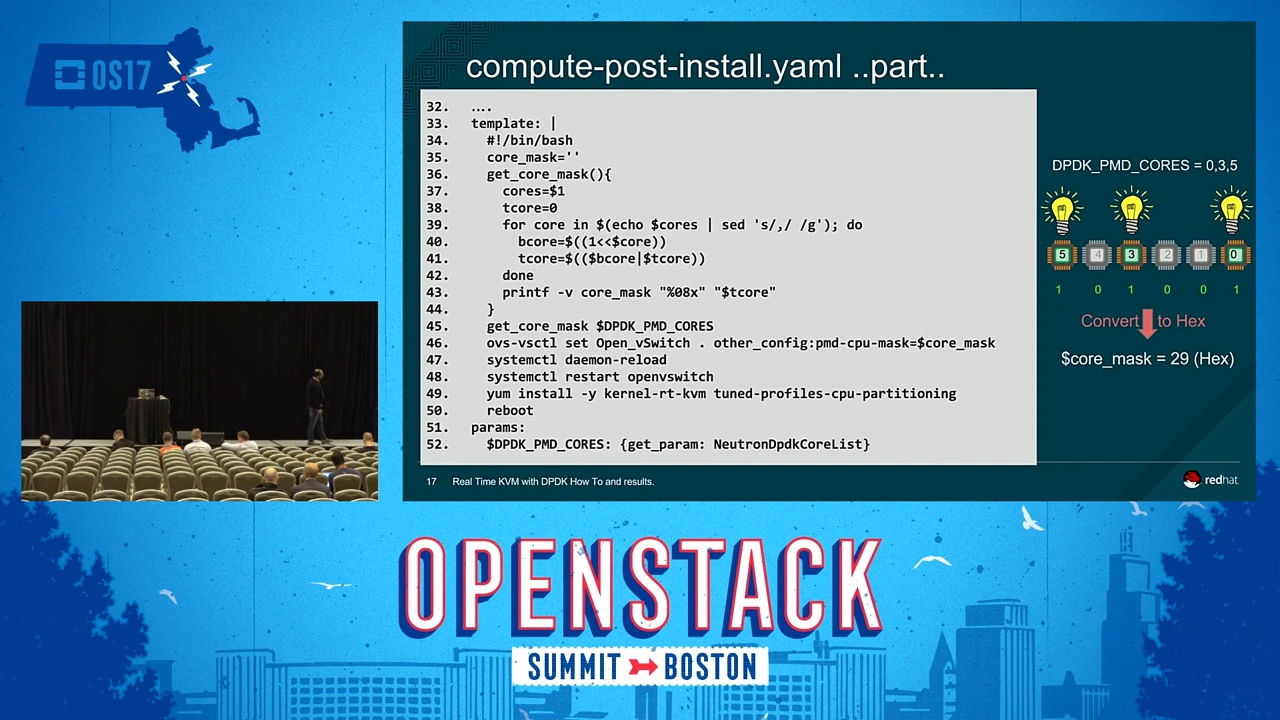 OS17
compute-post-install.yaml ..part..
32. ....
33. template: |
34. #!/bin/bash
35. core_mask=''
36. get_core_mask(){
37. cores=$1
38. tcore=0
39. for core in $(echo $cores | sed 's/,/ /g'); do
40. bcore=$((1<<$core))
41. tcore=$(($bcore|$tcore))
42. done
43. printf -v core_mask "%08x" "$tcore"
44. }
45. get_core_mask $DPDK_PMD_CORES
46. ovs-vsctl set Open_vSwitch . other_config:pmd-cpu-mask=$core_mask
47. systemctl daemon-reload
48. systemctl restart openvswitch
49. yum install -y kernel-rt-kvm tuned-profiles-cpu-partitioning
50. reboot
51. params:
52. $DPDK_PMD_CORES: {get_param: NeutronDpdkCoreList}
DPDK_PMD_CORES = 0,3,5
5 4 3 2 1 0
1 0 1 0 0 1
Convert to Hex
$core_mask = 29 (Hex)
17 Real Time KVM with DPDK How To and results.
redhat
OPENSTACK
SUMMIT BOSTON